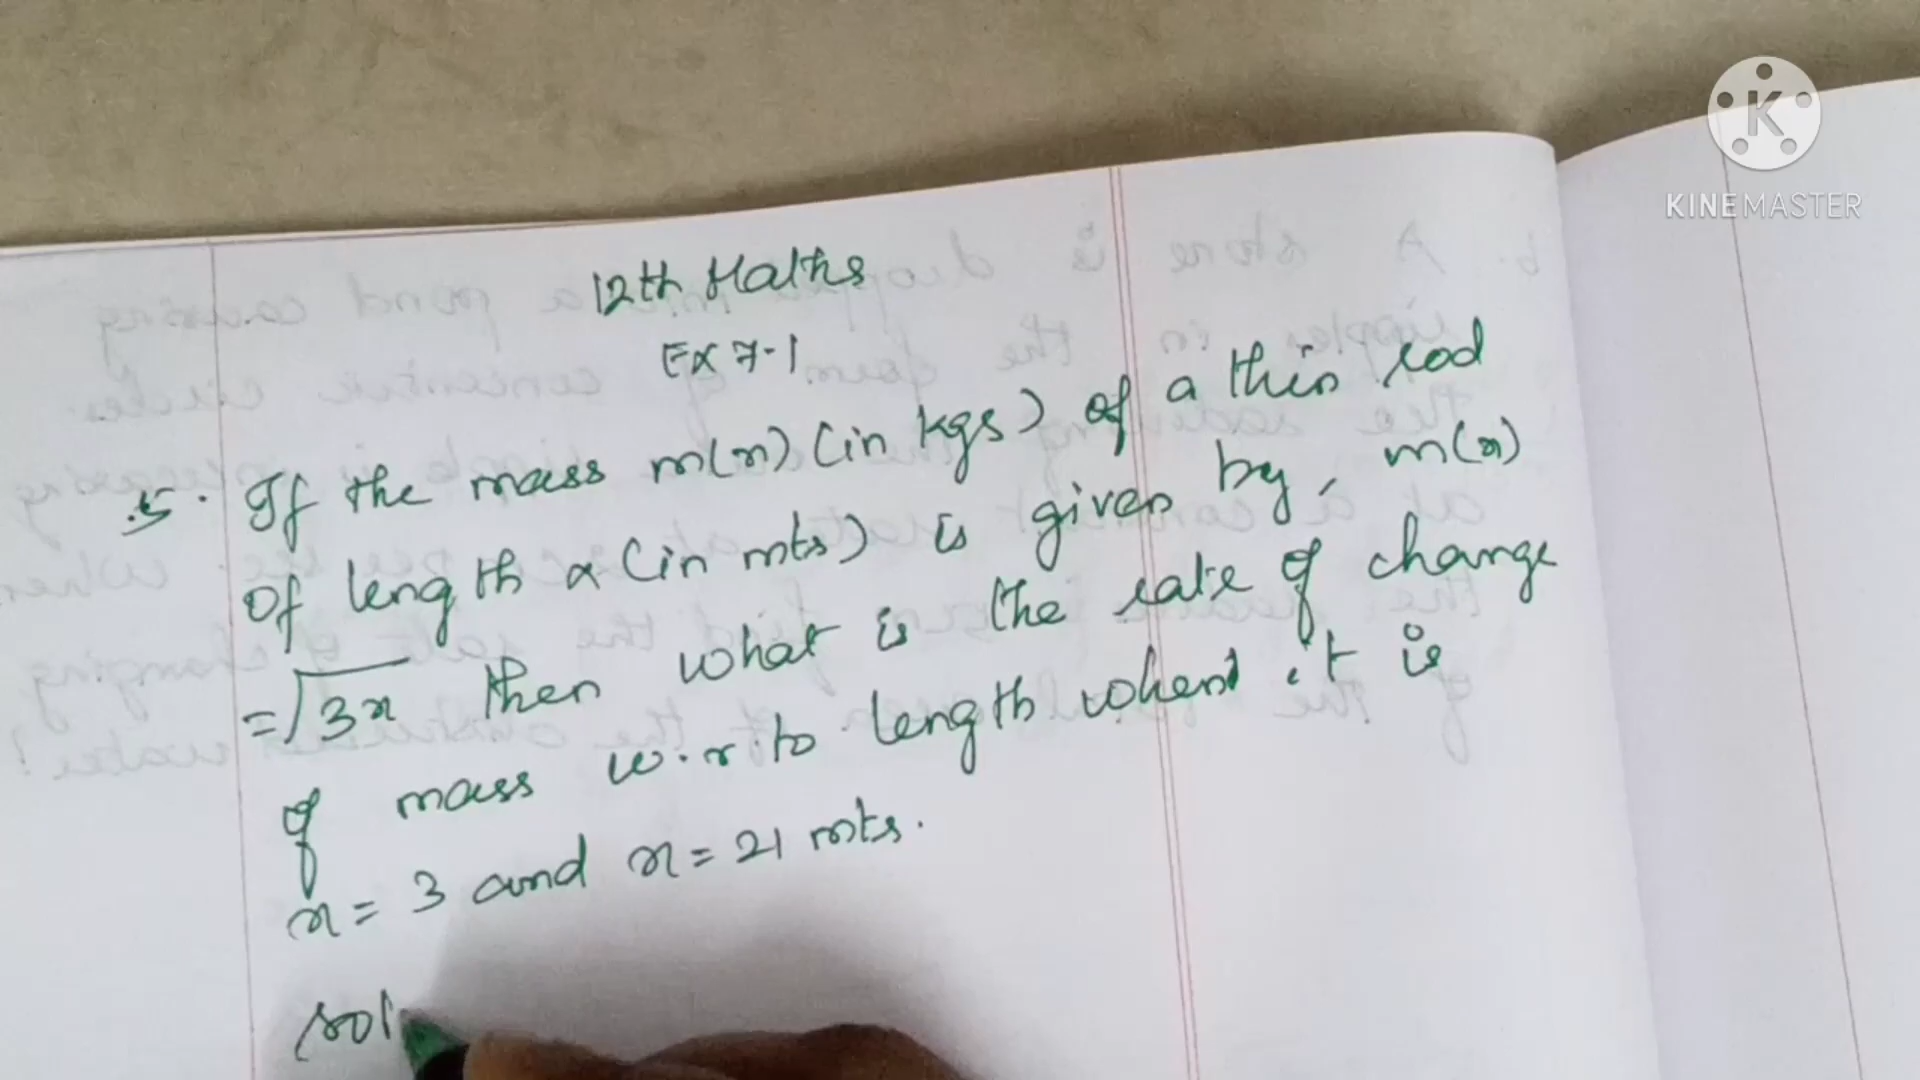 KINEMASTER
12th Maths
Ex 7.1
5. If the mass m(x) (in kgs) of a thin rod
of length x (in mts) is given by, m(x)
=√3x then what is the rate of change
of mass w.r.to length when it is
x = 3 and x = 21 mts.
sol